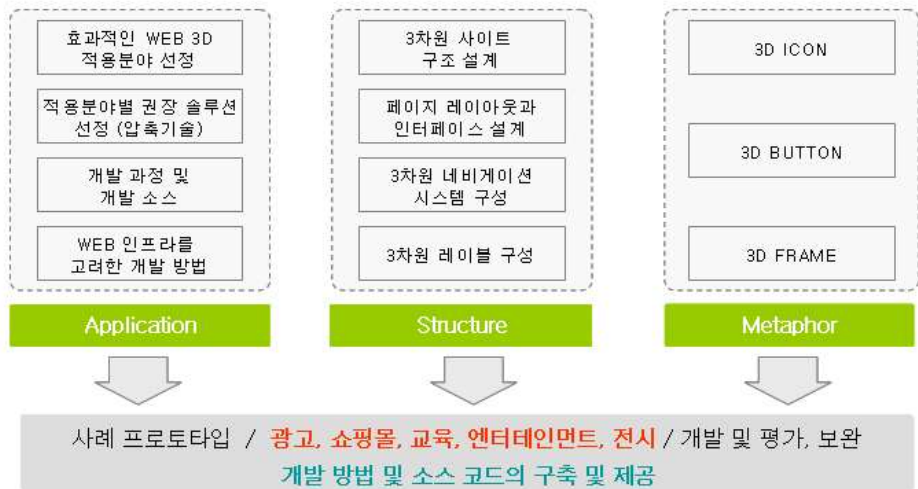 효과적인 WEB 3D
적용분야 선정
적용분야별 권장 솔루션
선정 (압축기술)
개발 과정 및
개발 소스
WEB 인프라를
고려한 개발 방법
Application
3차원 사이트
구조 설계
페이지 레이아웃과
인터페이스 설계
3차원 네비게이션
시스템 구성
3차원 레이블 구성
Structure
3D ICON
3D BUTTON
3D FRAME
Metaphor
사례 프로토타입 / 광고, 쇼핑몰, 교육, 엔터테인먼트, 전시 / 개발 및 평가, 보완
개발 방법 및 소스 코드의 구축 및 제공